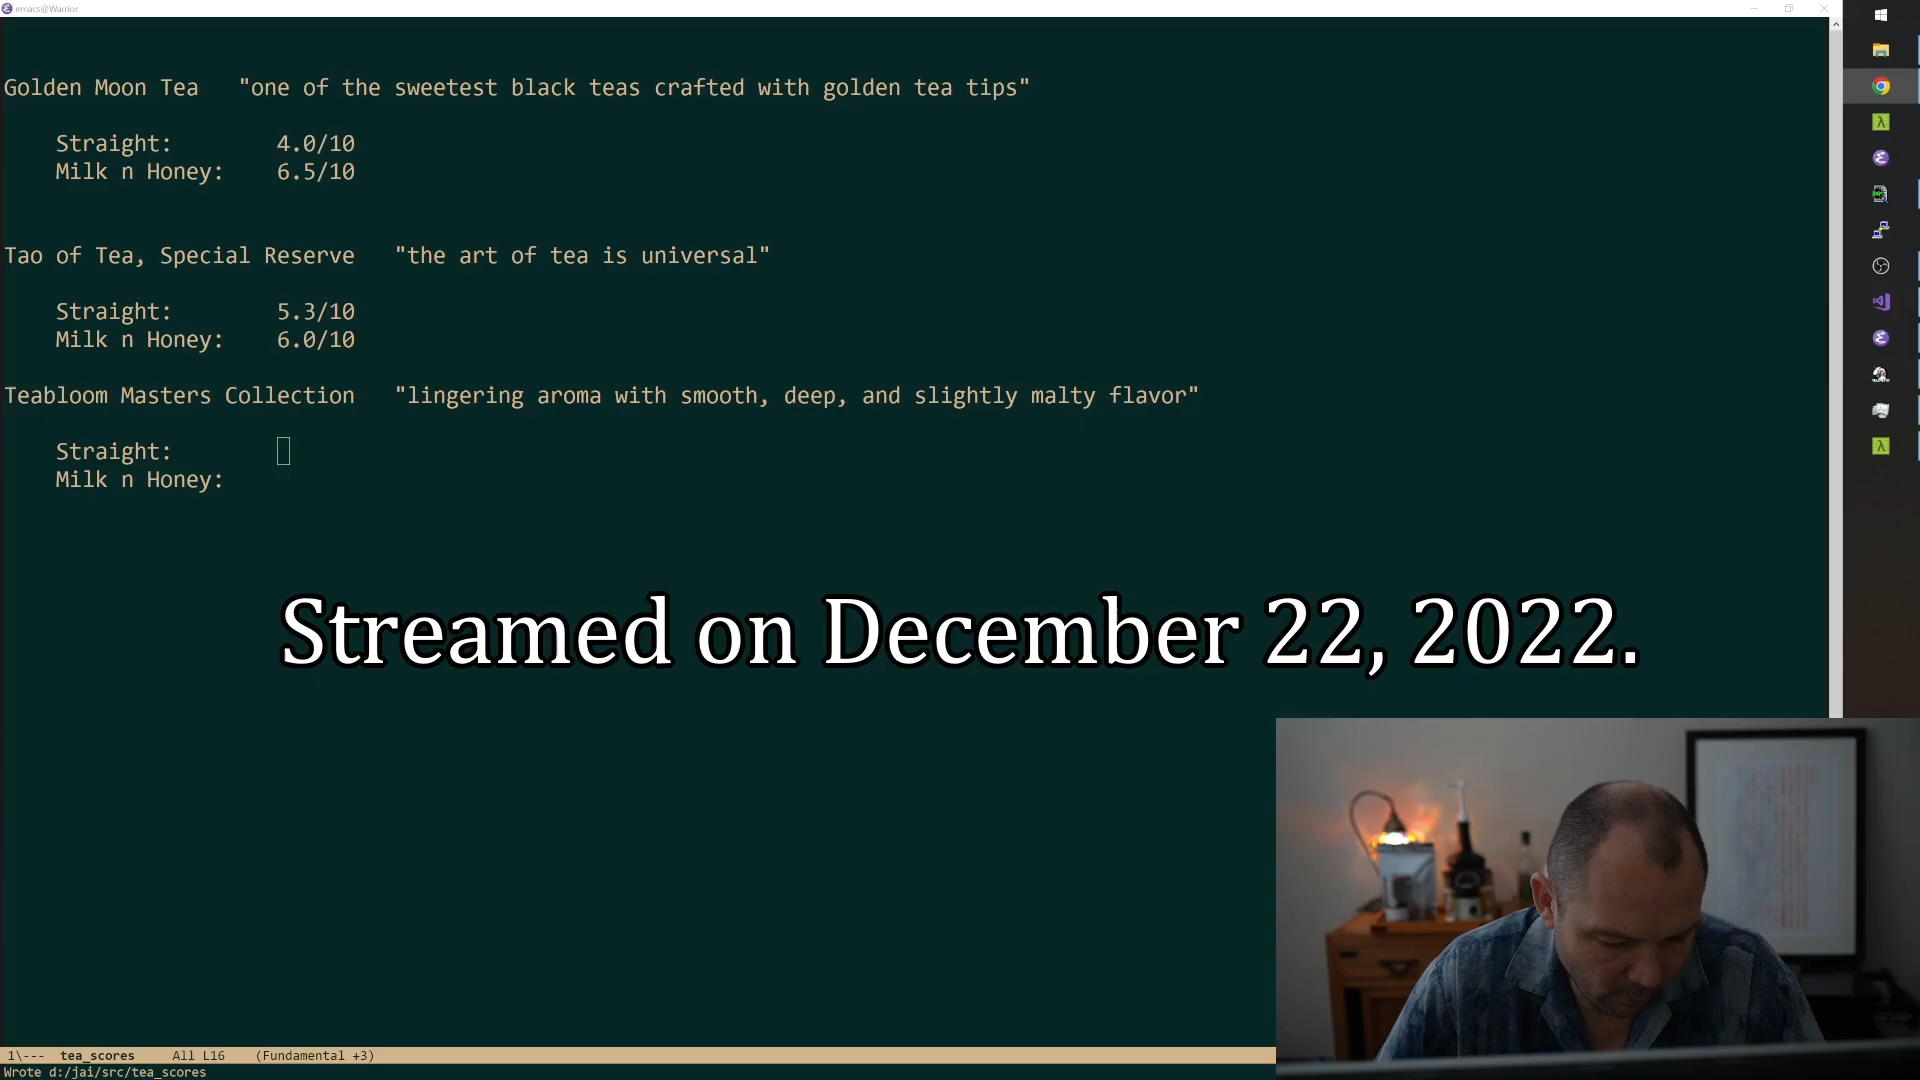 emacs@Warrior
Golden Moon Tea   "one of the sweetest black teas crafted with golden tea tips"
Straight:        4.0/10
Milk n Honey:    6.5/10
Tao of Tea, Special Reserve   "the art of tea is universal"
Straight:        5.3/10
Milk n Honey:    6.0/10
Teabloom Masters Collection   "lingering aroma with smooth, deep, and slightly malty flavor"
Straight:
Milk n Honey:
Streamed on December 22, 2022.
1\---  tea_scores     All L16    (Fundamental +3)
Wrote d:/jai/src/tea_scores